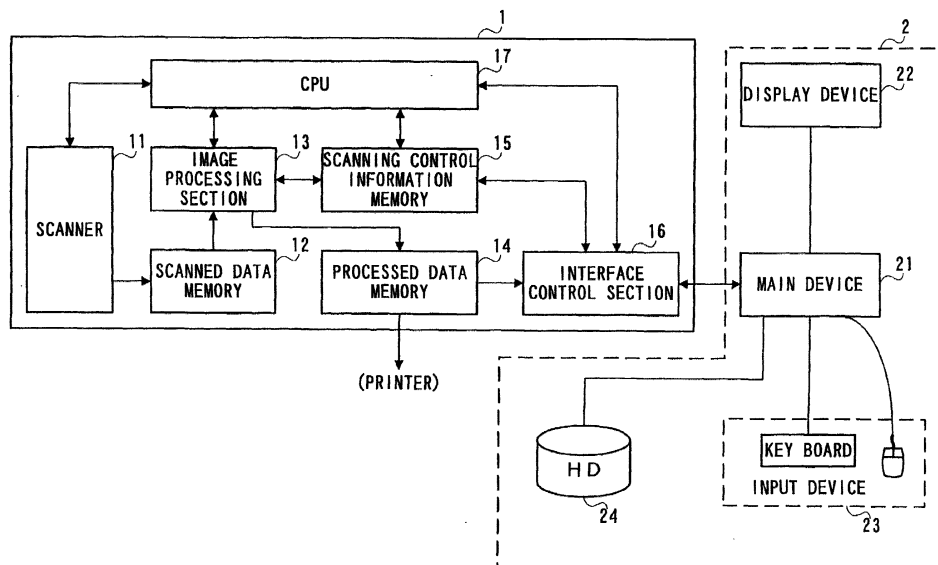 1
2
17
CPU
22
DISPLAY DEVICE
11
13
15
IMAGE
PROCESSING
SECTION
SCANNING CONTROL
INFORMATION
MEMORY
SCANNER
12
14
16
21
SCANNED DATA
MEMORY
PROCESSED DATA
MEMORY
INTERFACE
CONTROL SECTION
MAIN DEVICE
(PRINTER)
HD
24
KEY BOARD
INPUT DEVICE
23